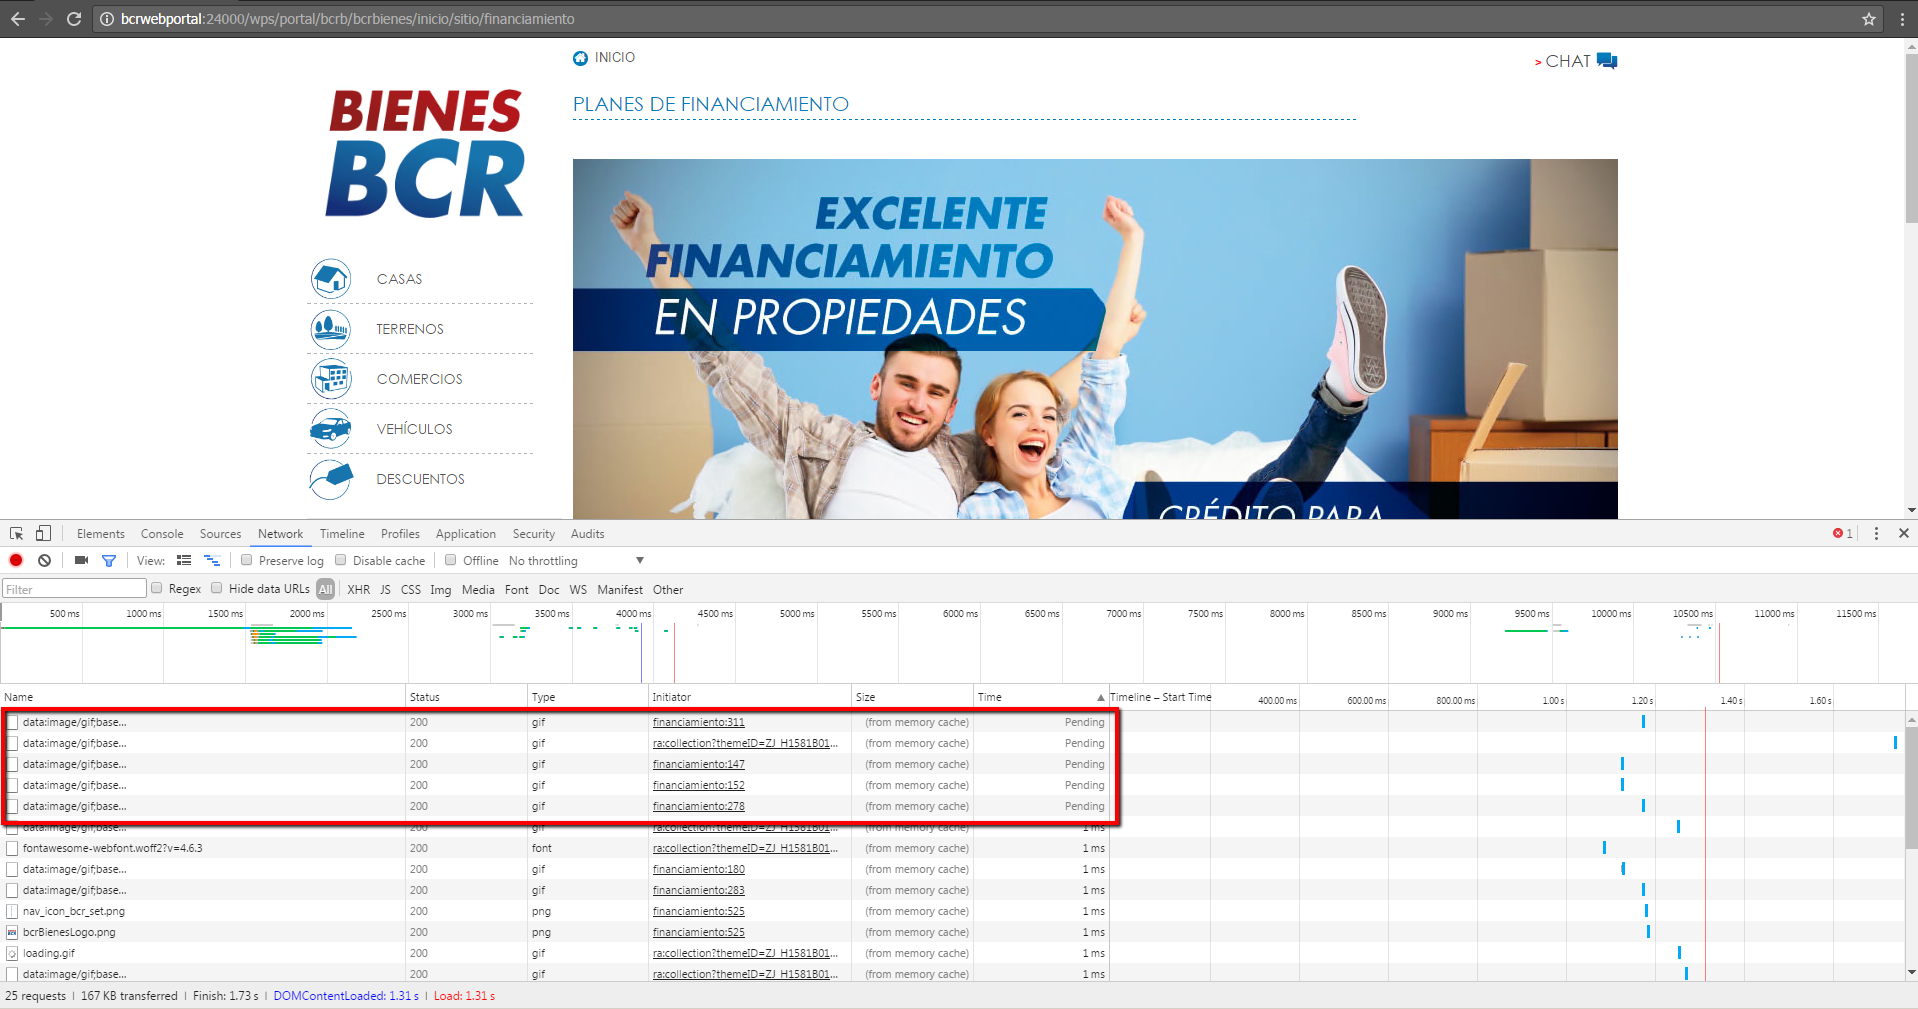 bcrwebportal:24000/wps/portal/bcrb/bcrbienes/inicio/sitio/financiamiento
INICIO
> CHAT
BIENES
BCR
PLANES DE FINANCIAMIENTO
CASAS
TERRENOS
COMERCIOS
VEHÍCULOS
DESCUENTOS
EXCELENTE
FINANCIAMIENTO
EN PROPIEDADES
CRÉDITO PARA
Elements Console Sources Network Timeline Profiles Application Security Audits 1
View: Preserve log Disable cache Offline No throttling
Filter Regex Hide data URLs All XHR JS CSS Img Media Font Doc WS Manifest Other
500 ms 1000 ms 1500 ms 2000 ms 2500 ms 3000 ms 3500 ms 4000 ms 4500 ms 5000 ms 5500 ms 6000 ms 6500 ms 7000 ms 7500 ms 8000 ms 8500 ms 9000 ms 9500 ms 10000 ms 10500 ms 11000 ms 11500 ms
Name Status Type Initiator Size Time Timeline – Start Time 400.00 ms 600.00 ms 800.00 ms 1.00 s 1.20 s 1.40 s 1.60 s
data:image/gif;base... 200 gif financiamiento:311 (from memory cache) Pending
data:image/gif;base... 200 gif ra:collection?themeID=ZJ_H1581B01... (from memory cache) Pending
data:image/gif;base... 200 gif financiamiento:147 (from memory cache) Pending
data:image/gif;base... 200 gif financiamiento:152 (from memory cache) Pending
data:image/gif;base... 200 gif financiamiento:278 (from memory cache) Pending
data:image/gif;base... 200 gif ra:collection?themeID=ZJ_H1581B01... (from memory cache) 1 ms
fontawesome-webfont.woff2?v=4.6.3 200 font ra:collection?themeID=ZJ_H1581B01... (from memory cache) 1 ms
data:image/gif;base... 200 gif financiamiento:180 (from memory cache) 1 ms
data:image/gif;base... 200 gif financiamiento:283 (from memory cache) 1 ms
nav_icon_bcr_set.png 200 png financiamiento:525 (from memory cache) 1 ms
bcrBienesLogo.png 200 png financiamiento:525 (from memory cache) 1 ms
loading.gif 200 gif ra:collection?themeID=ZJ_H1581B01... (from memory cache) 1 ms
data:image/gif;base... 200 gif ra:collection?themeID=ZJ_H1581B01... (from memory cache) 1 ms
25 requests | 167 KB transferred | Finish: 1.73 s | DOMContentLoaded: 1.31 s | Load: 1.31 s